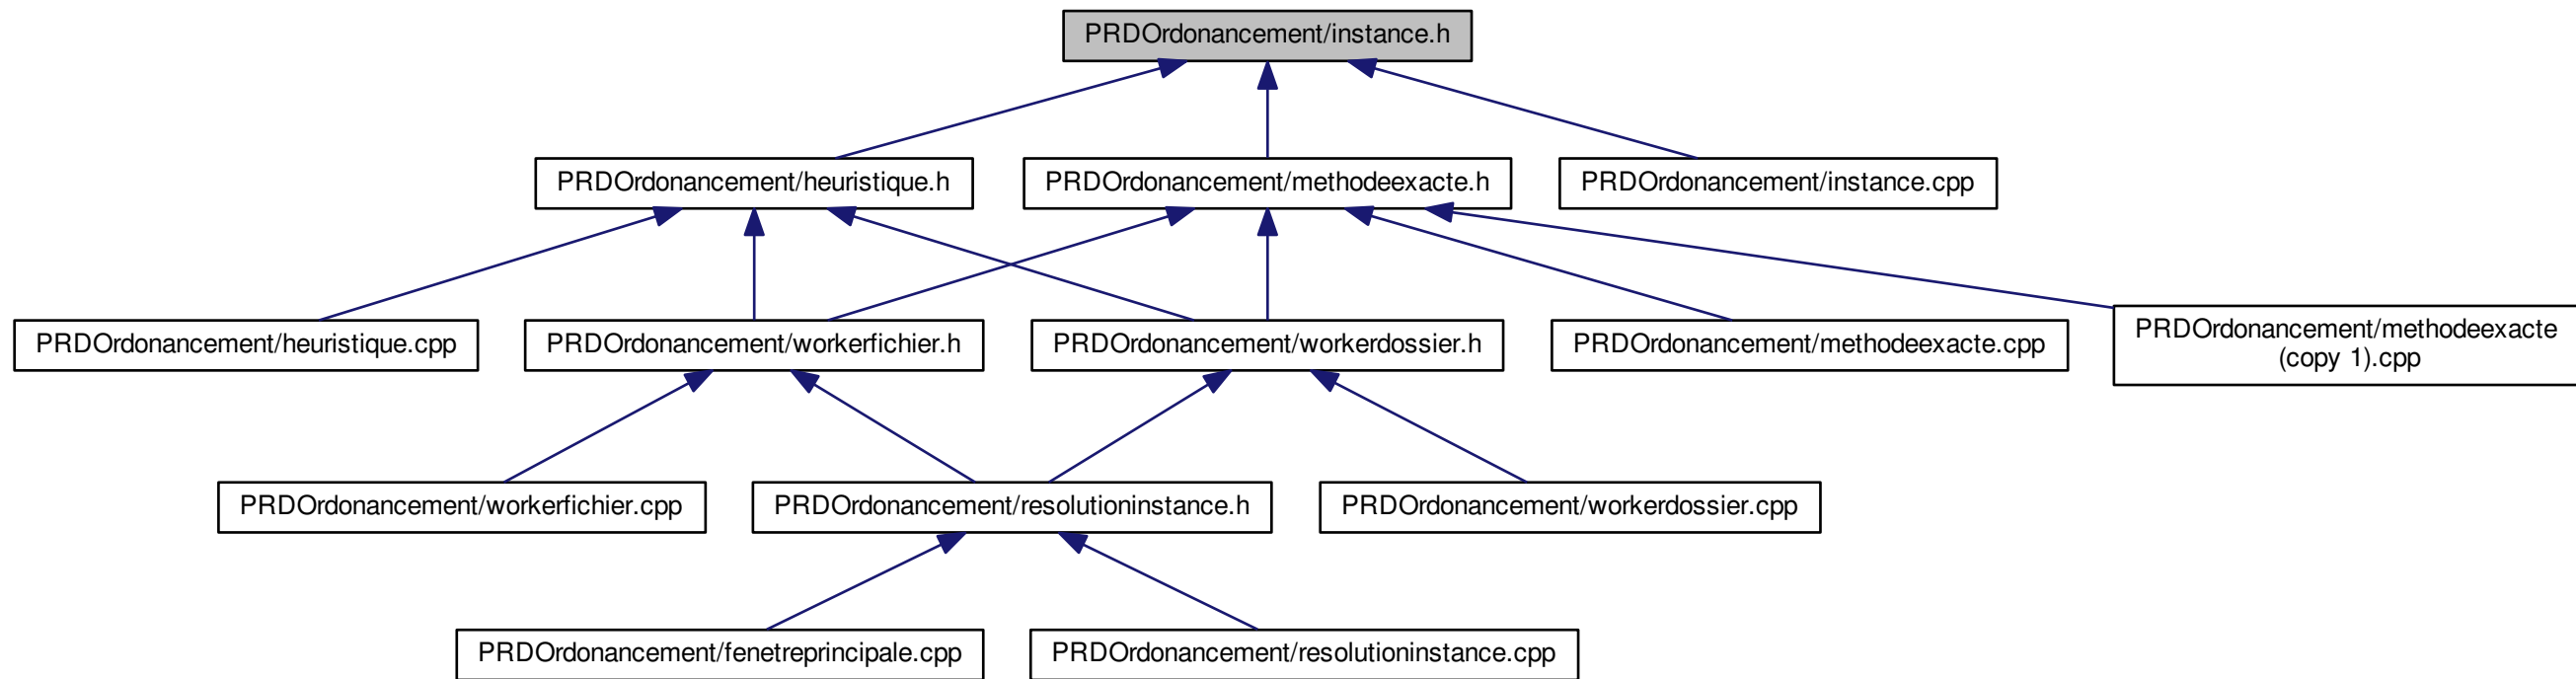 PRDOrdonancement/instance.h
PRDOrdonancement/heuristique.h
PRDOrdonancement/methodeexacte.h
PRDOrdonancement/instance.cpp
PRDOrdonancement/heuristique.cpp
PRDOrdonancement/workerfichier.h
PRDOrdonancement/workerdossier.h
PRDOrdonancement/methodeexacte.cpp
PRDOrdonancement/methodeexacte
(copy 1).cpp
PRDOrdonancement/workerfichier.cpp
PRDOrdonancement/resolutioninstance.h
PRDOrdonancement/workerdossier.cpp
PRDOrdonancement/fenetreprincipale.cpp
PRDOrdonancement/resolutioninstance.cpp